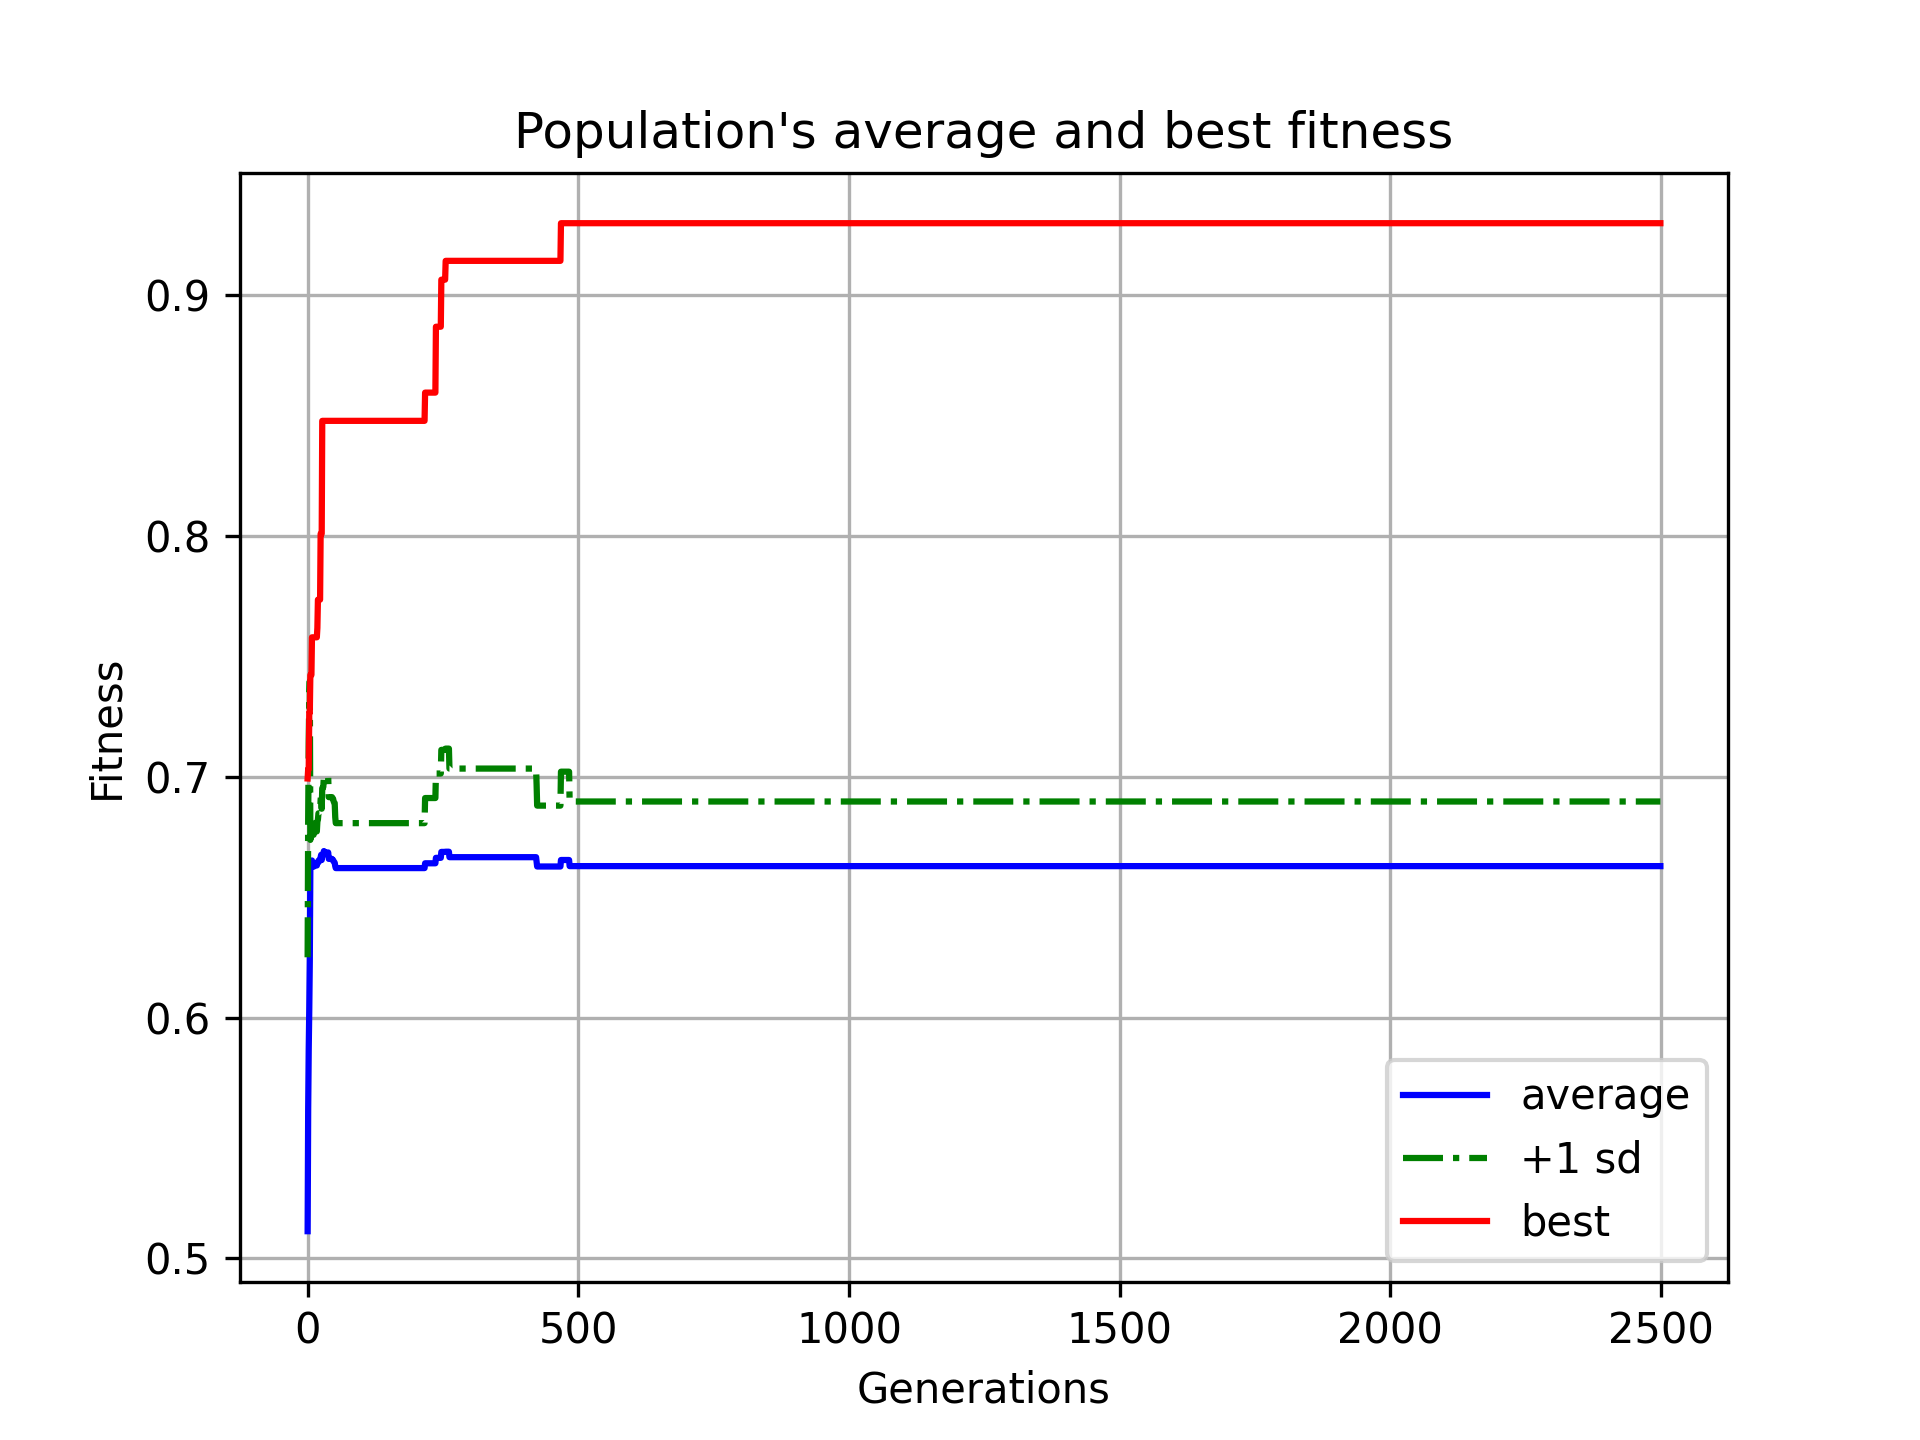 Population's average and best fitness
Fitness
0.9
0.8
0.7
0.6
0.5
0 500 1000 1500 2000 2500
Generations
average
+1 sd
best